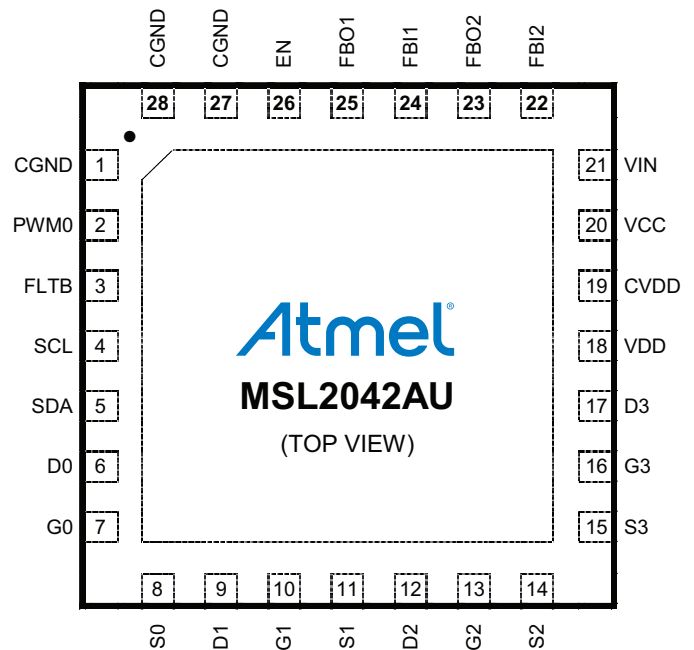 CGND CGND EN FBO1 FBI1 FBO2 FBI2
28 27 26 25 24 23 22
CGND 1 21 VIN
PWM0 2 20 VCC
FLTB 3 19 CVDD
SCL 4 18 VDD
SDA 5 17 D3
D0 6 16 G3
G0 7 15 S3
Atmel®
MSL2042AU
(TOP VIEW)
8 9 10 11 12 13 14
S0 D1 G1 S1 D2 G2 S2